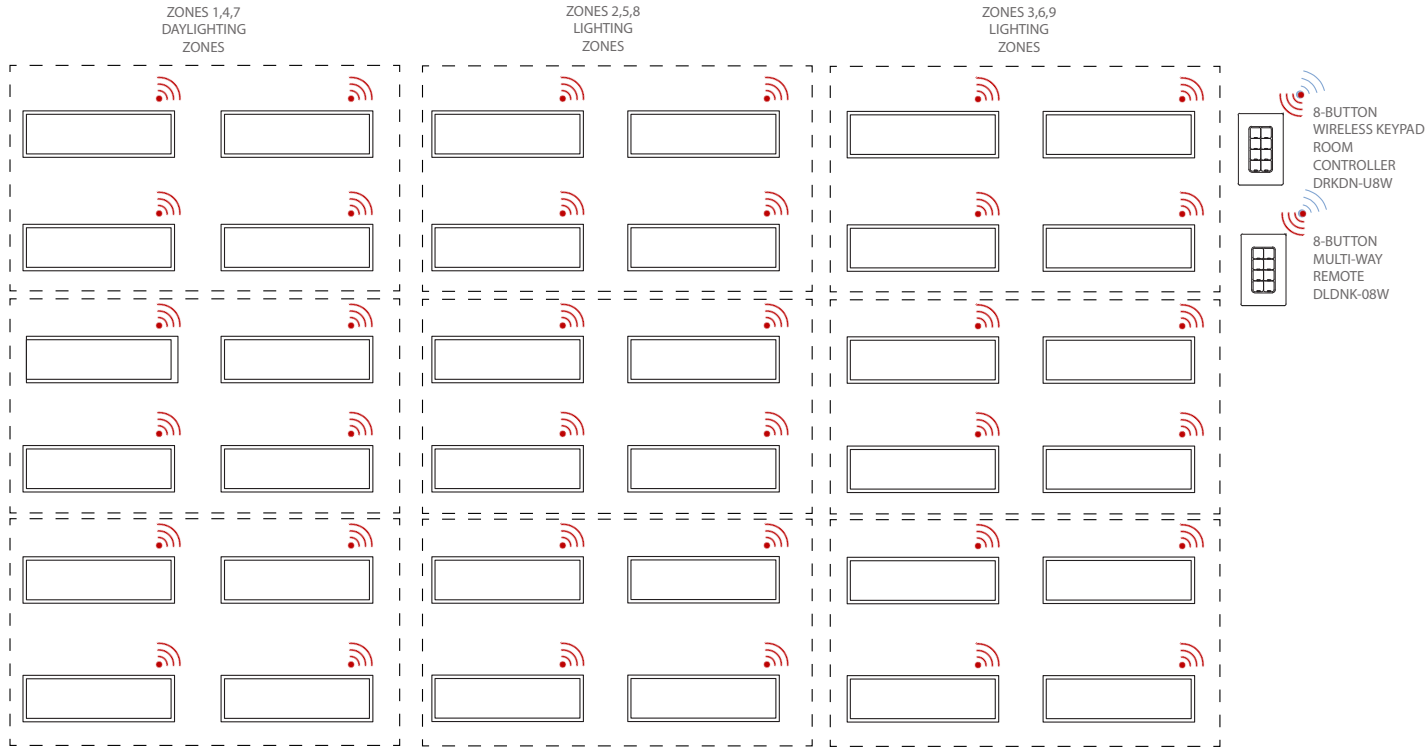 ZONES 1,4,7
DAYLIGHTING
ZONES
ZONES 2,5,8
LIGHTING
ZONES
ZONES 3,6,9
LIGHTING
ZONES
8-BUTTON
WIRELESS KEYPAD
ROOM
CONTROLLER
DRKDN-U8W
8-BUTTON
MULTI-WAY
REMOTE
DLDNK-08W